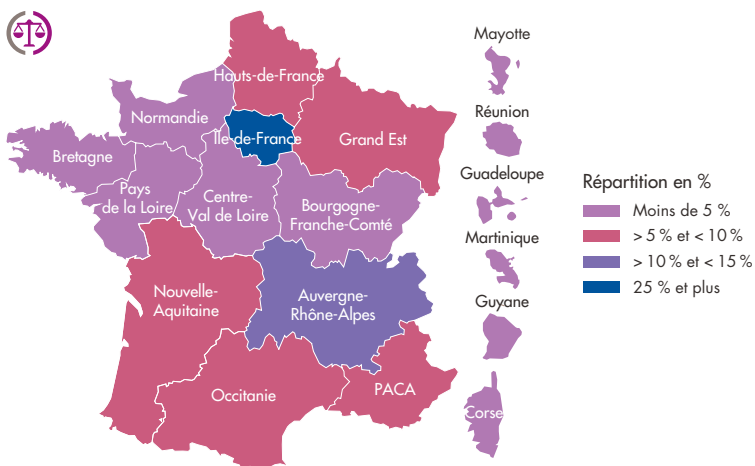 Hauts-de-France
Normandie
Ile-de-France
Grand Est
Bretagne
Pays
de la Loire
Centre-
Val de Loire
Bourgogne-
Franche-Comté
Nouvelle-
Aquitaine
Auvergne-
Rhône-Alpes
Occitanie
PACA
Mayotte
Réunion
Guadeloupe
Martinique
Guyane
Corse
Répartition en %
Moins de 5 %
> 5 % et < 10 %
> 10 % et < 15 %
25 % et plus